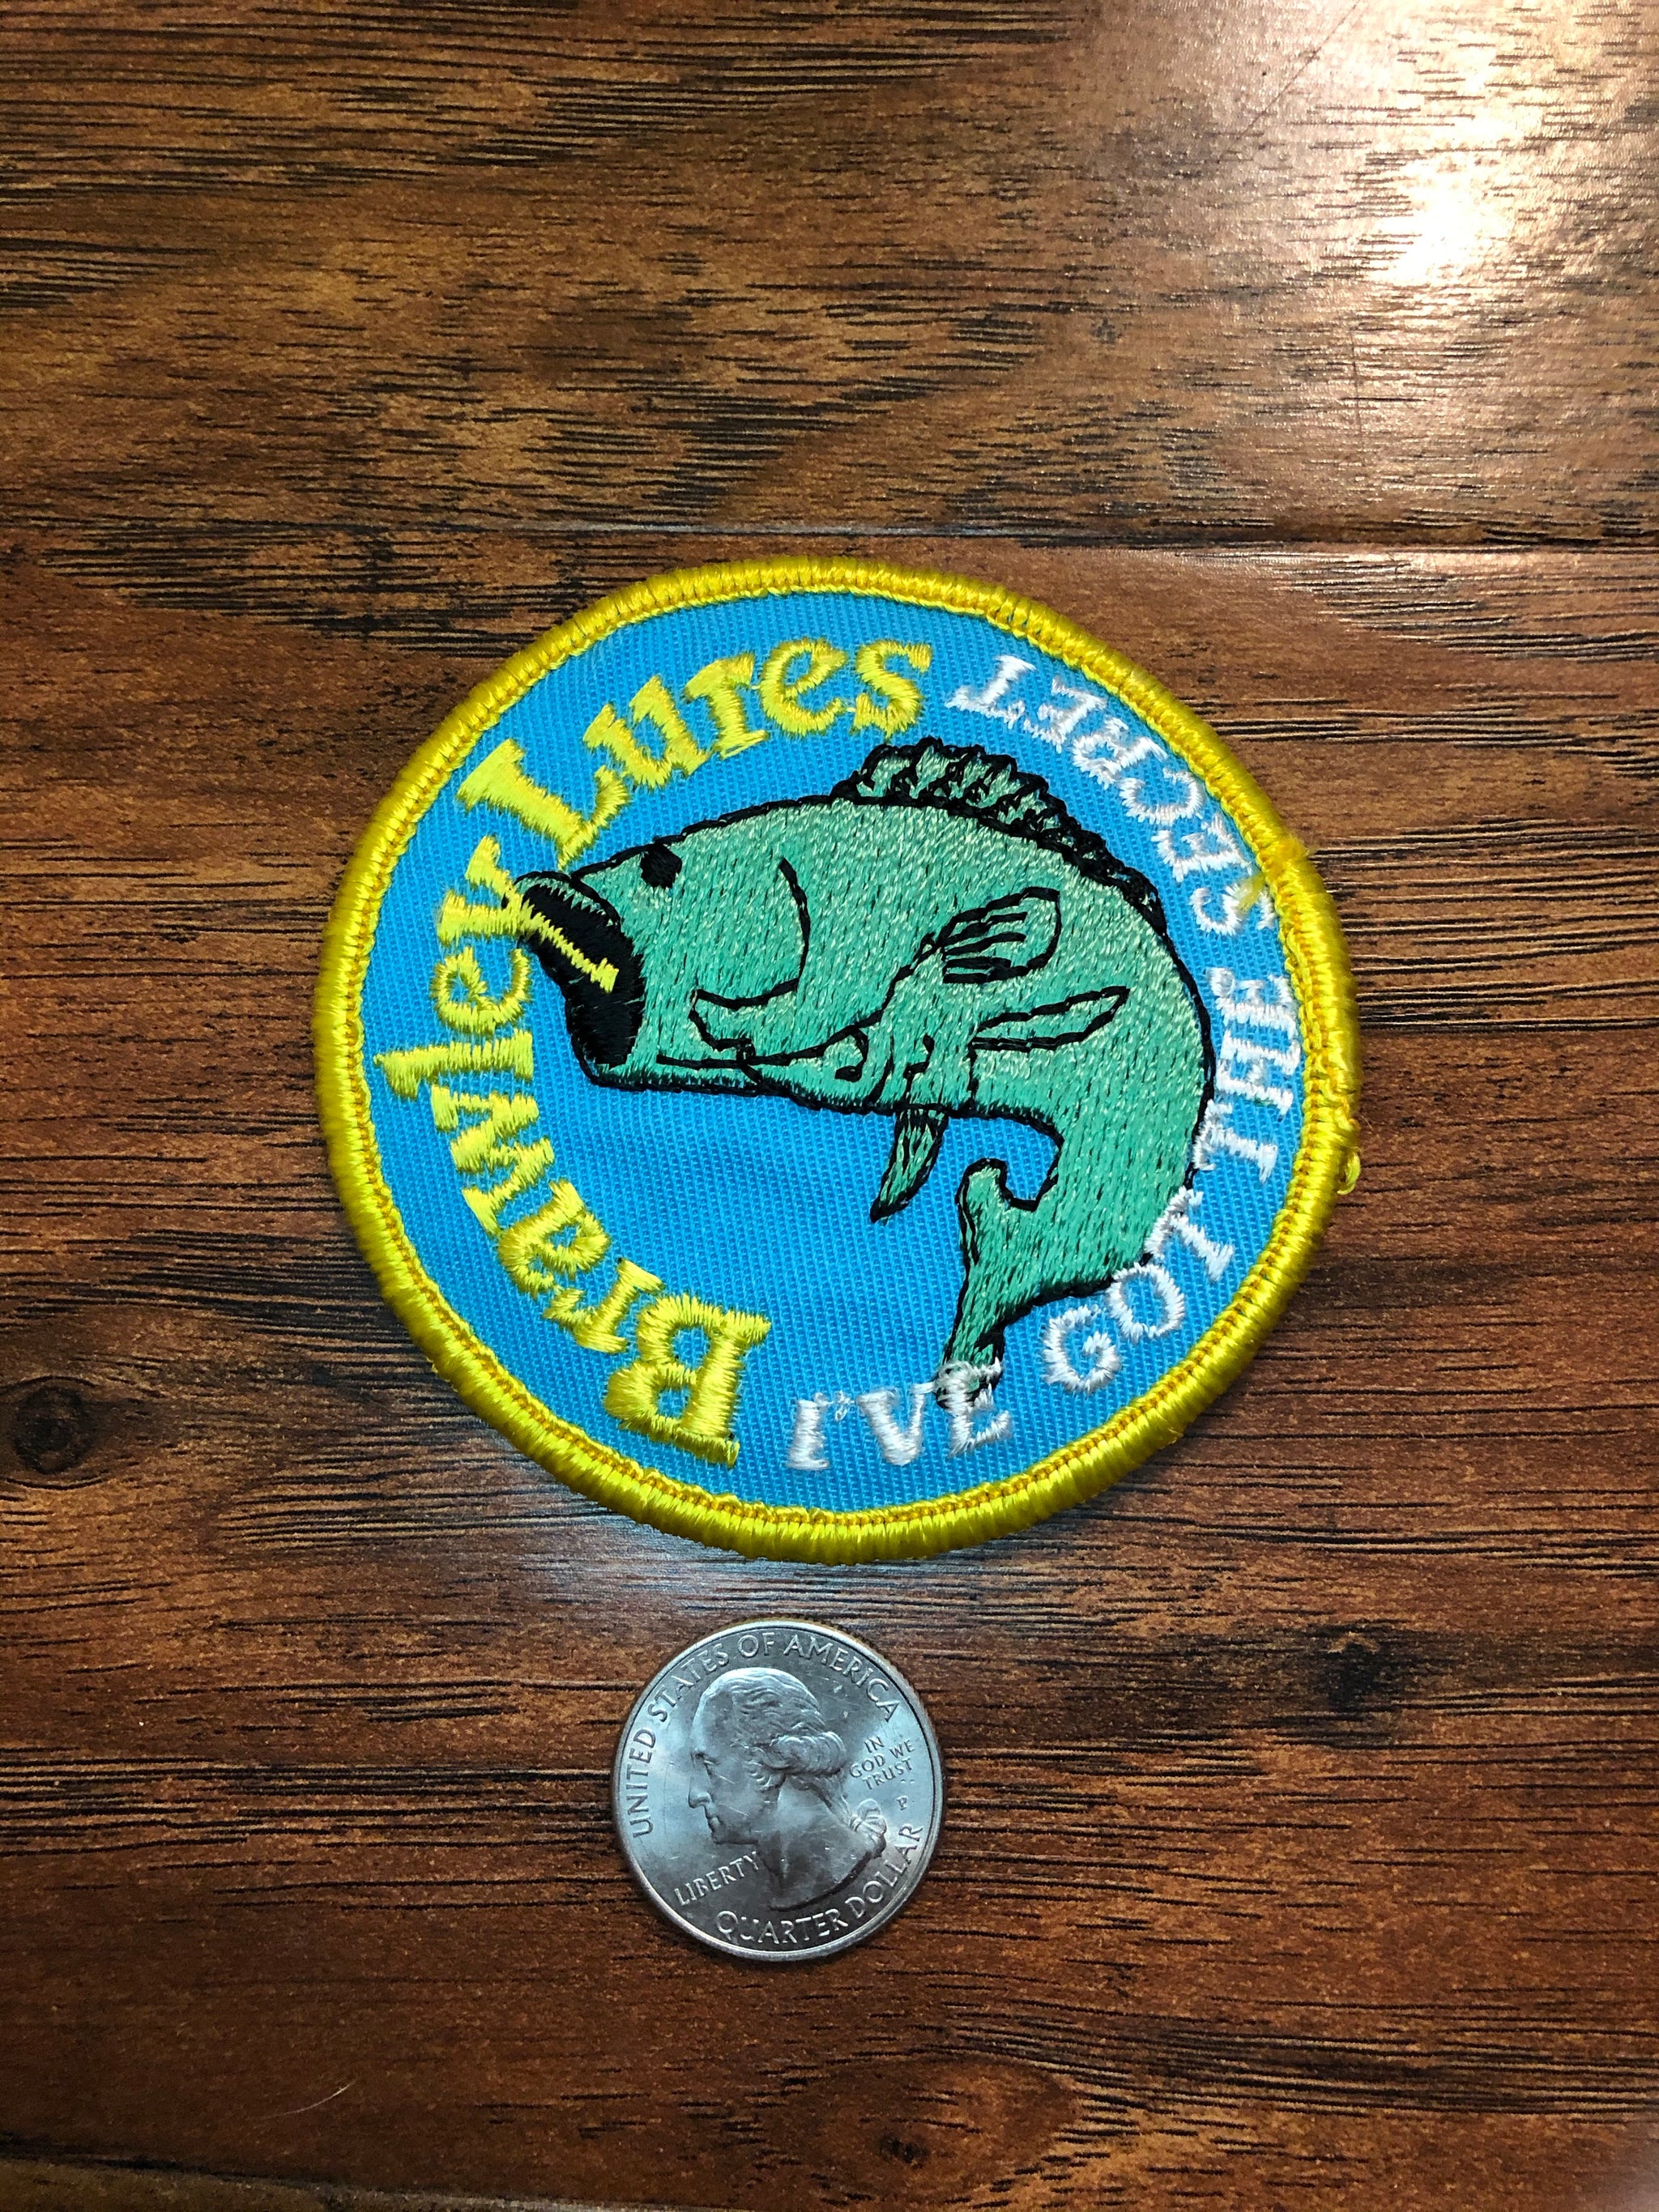 Brawley Lures
I'VE GOT THE SECRET
UNITED STATES OF AMERICA
IN
GOD WE
TRUST
P
LIBERTY
QUARTER DOLLAR